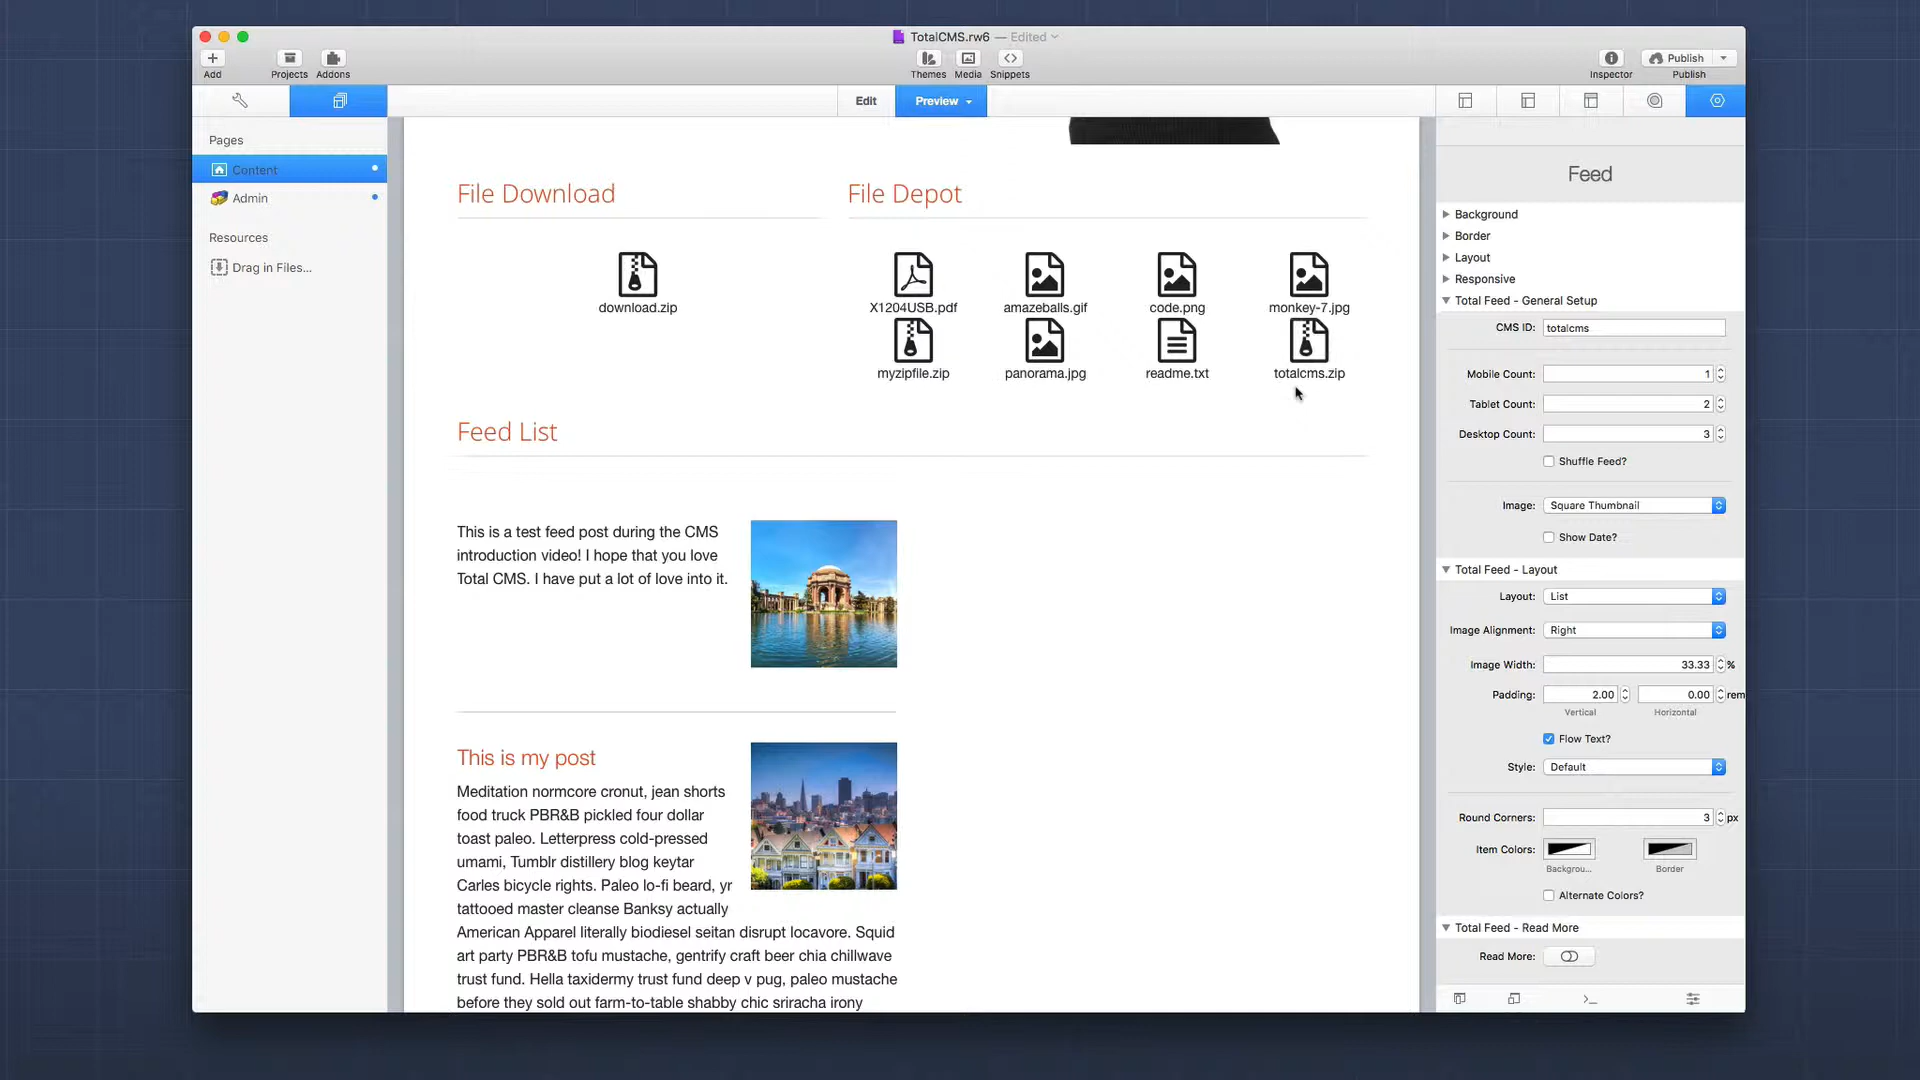 TotalCMS.rw6 — Edited
Add
Projects
Addons
Themes
Media
Snippets
Inspector
Publish
Publish
Edit
Preview
Pages
Content
Admin
Resources
Drag in Files...
File Download
download.zip
File Depot
X1204USB.pdf
amazeballs.gif
code.png
monkey-7.jpg
myzipfile.zip
panorama.jpg
readme.txt
totalcms.zip
Feed List
This is a test feed post during the CMS
introduction video! I hope that you love
Total CMS. I have put a lot of love into it.
This is my post
Meditation normcore cronut, jean shorts
food truck PBR&B pickled four dollar
toast paleo. Letterpress cold-pressed
umami, Tumblr distillery blog keytar
Carles bicycle rights. Paleo lo-fi beard, yr
tattooed master cleanse Banksy actually
American Apparel literally biodiesel seitan disrupt locavore. Squid
art party PBR&B tofu mustache, gentrify craft beer chia chillwave
trust fund. Hella taxidermy trust fund deep v pug, paleo mustache
before they sold out farm-to-table shabby chic sriracha irony
Feed
Background
Border
Layout
Responsive
Total Feed - General Setup
CMS ID: totalcms
Mobile Count: 1
Tablet Count: 2
Desktop Count: 3
Shuffle Feed?
Image: Square Thumbnail
Show Date?
Total Feed - Layout
Layout: List
Image Alignment: Right
Image Width: 33.33 %
Padding: 2.00 0.00 rem
Vertical Horizontal
Flow Text?
Style: Default
Round Corners: 3 px
Item Colors:
Backgrou... Border
Alternate Colors?
Total Feed - Read More
Read More: